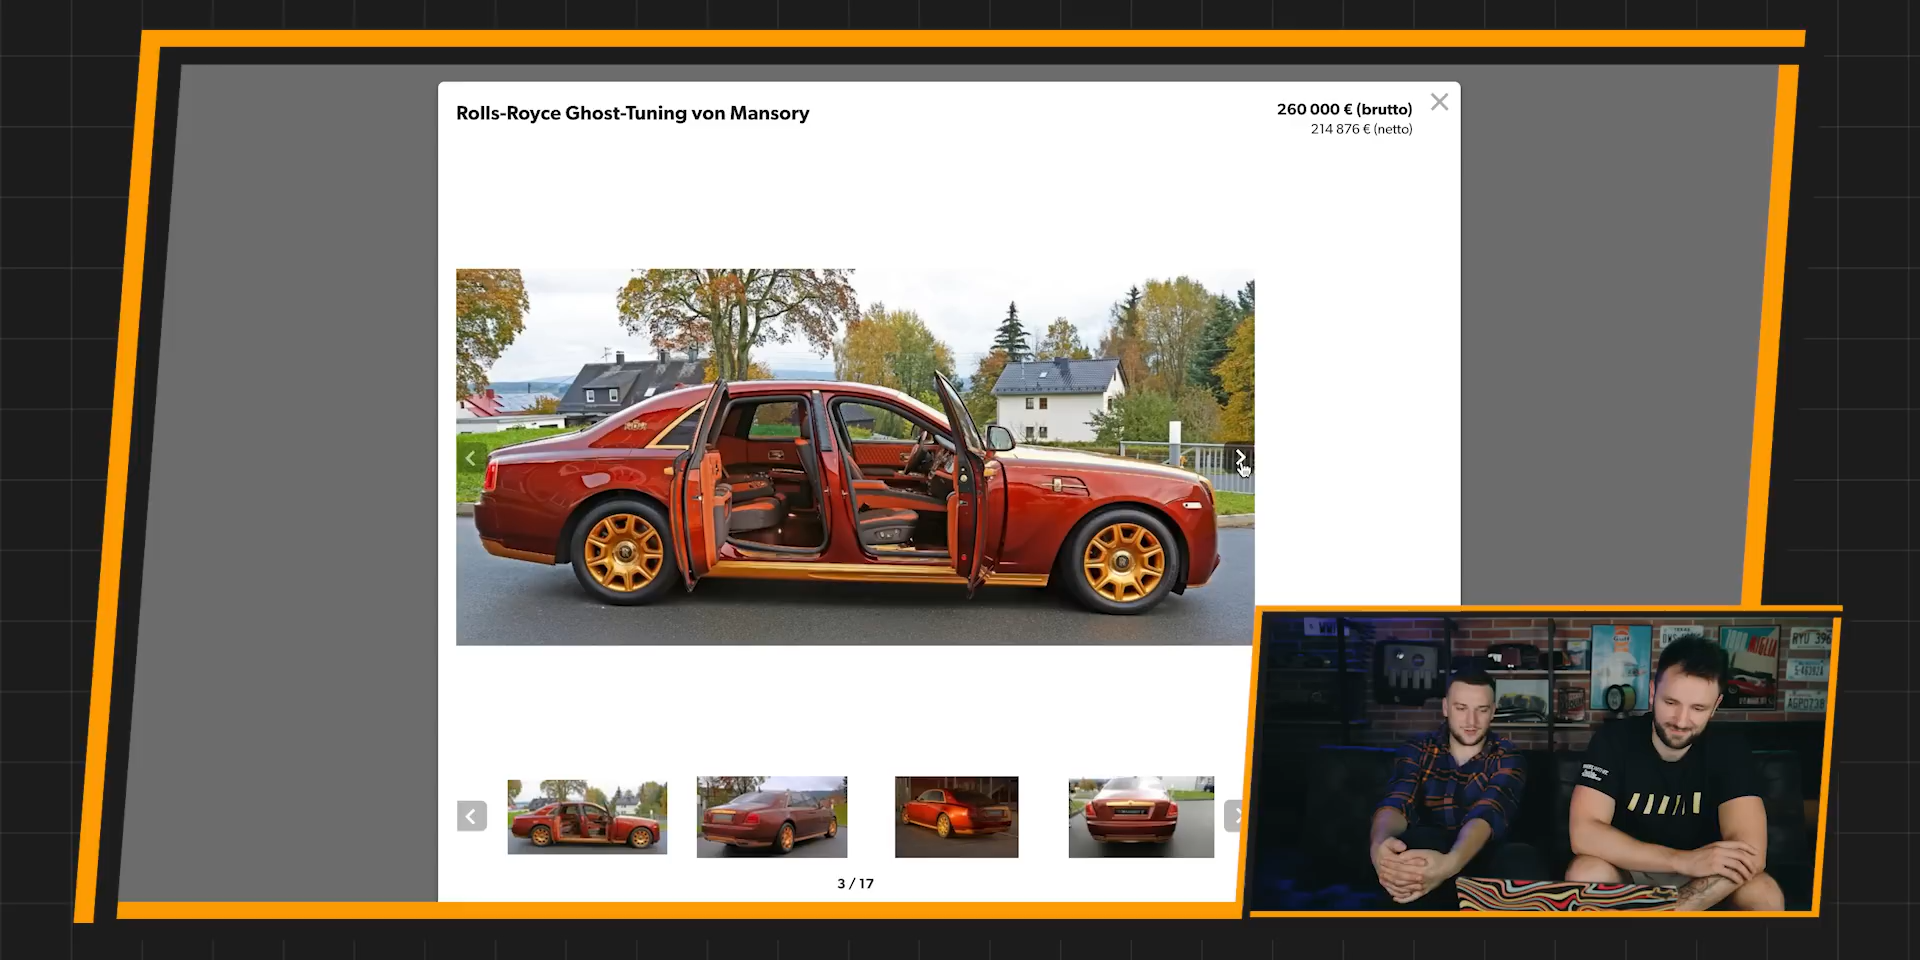 Rolls-Royce Ghost-Tuning von Mansory
260 000 € (brutto)
214 876 € (netto)
3 / 17